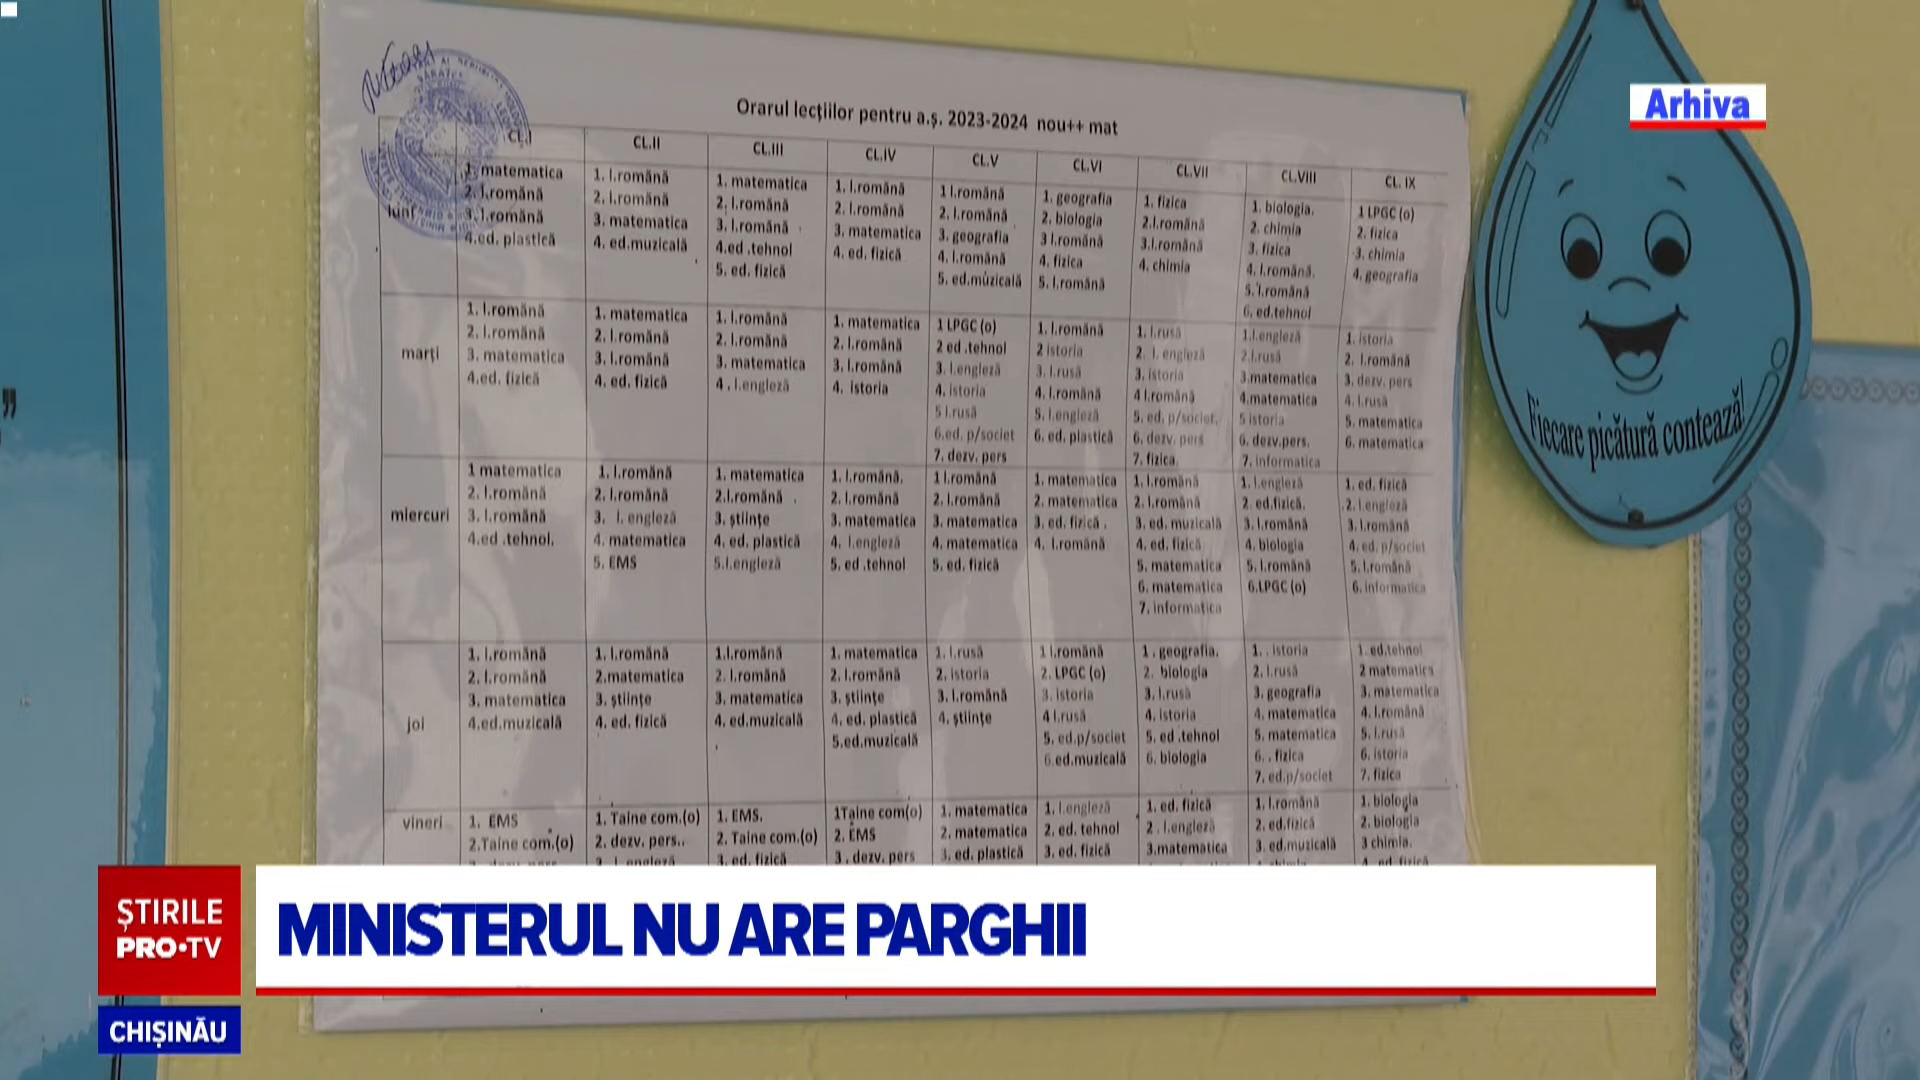 Arhiva
Orarul lecțiilor pentru a.ș. 2023-2024 nou++ mat
CL.I CL.II CL.III CL.IV CL.V CL.VI CL.VII CL.VIII CL. IX
luni
1. matematica
2. l.română
3. l.română
4.ed. plastică
1. l.română
2. l.română
3. matematica
4. ed.muzicală
1. matematica
2. l.română
3. l.română
4.ed .tehnol
5. ed. fizică
1. l.română
2. l.română
3. matematica
4. ed. fizică
1 l.română
2. l.română
3. geografia
4. l.română
5. ed.muzicală
1. geografia
2. biologia
3 l.română
4. fizica
5. l.română
1. fizica
2.l.română
3.l.română
4. chimia
1. biologia.
2. chimia
3. fizica
4. l.română.
5. l.română
6. ed.tehnol
1 LPGC (o)
2. fizica
3. chimia
4. geografia
marți
1. l.română
2. l.română
3. matematica
4.ed. fizică
1. matematica
2. l.română
3. l.română
4. ed. fizică
1. l.română
2. l.română
3. matematica
4 . l.engleză
1. matematica
2. l.română
3. l.română
4. istoria
1 LPGC (o)
2 ed .tehnol
3. l.engleză
4. istoria
5 l.rusă
6.ed. p/societ
7. dezv. pers
1. l.română
2 istoria
3. l.rusă
4. l.română
5. l.engleză
6. ed. plastică
1. l.rusă
2. l. engleză
3. istoria
4 l.română
5. ed. p/societ.
6. dezv. pers
7. fizica.
1.l.engleză
2.l.rusă
3.matematica
4.matematica
5 istoria
6. dezv.pers.
7. informatica
1. istoria
2. l.română
3. dezv. pers
4. l.rusă
5. matematica
6. matematica
miercuri
1 matematica
2. l.română
3. l.română
4.ed .tehnol.
1. l.română
2. l.română
3. l. engleză
4. matematica
5. EMS
1. matematica
2.l.română .
3. științe
4. ed. plastică
5.l.engleză
1. l.română.
2. l.română
3. matematica
4. l.engleză
5. ed .tehnol
1 l.română
2. l.română
3. matematica
4. matematica
5. ed. fizică
1. matematica
2. matematica
3. ed. fizică .
4. l.română
1. l.română
2. l.română
3. ed. muzicală
4. ed. fizică
5. matematica
6. matematica
7. informatica
1. l.engleză
2 ed.fizică.
3. l.română
4. biologia
5. l.română
6.LPGC (o)
1. ed. fizică
2. l.engleză
3. l.română
4. ed. p/societ
5.l.română
6. informatica
joi
1. l.română
2. l.română
3. matematica
4.ed.muzicală
1. l.română
2.matematica
3. științe
4. ed. fizică
1.l.română
2. l.română
3. matematica
4. ed.muzicală
1. matematica
2. l.română
3. științe
4. ed. plastică
5.ed.muzicală
1. l.rusă
2. istoria
3. l.română
4. științe
1 l.română
2. LPGC (o)
3. istoria
4 l.rusă
5. ed.p/societ
6.ed.muzicală
1 . geografia.
2. biologia
3. l.rusă
4. istoria
5. ed .tehnol
6. biologia
1. . istoria
2. l.rusă
3. geografia
4. matematica
5. matematica
6. . fizica
7. ed.p/societ
1. ed.tehnol
2 matematica
3. matematica
4. l.română
5. l.rusă
6. istoria
7. fizica
vineri
1. EMS
2.Taine com.(o)
1. Taine com.(o)
2. dezv. pers..
3. l. engleză
1. EMS.
2. Taine com.(o)
3. ed. fizică
1Taine com(o)
2. EMS
3 . dezv. pers
1. matematica
2. matematica
3. ed. plastică
1. l.engleză
2. ed. tehnol
3. ed. fizică
1. ed. fizică
2 . l.engleză
3.matematica
1. l.română
2. ed.fizică
3. ed.muzicală
1. biologia
2. biologia
3 chimia.
4. ed. fizică
Fiecare picătură contează!
ȘTIRILE
PRO•TV
CHIȘINĂU
MINISTERUL NU ARE PARGHII